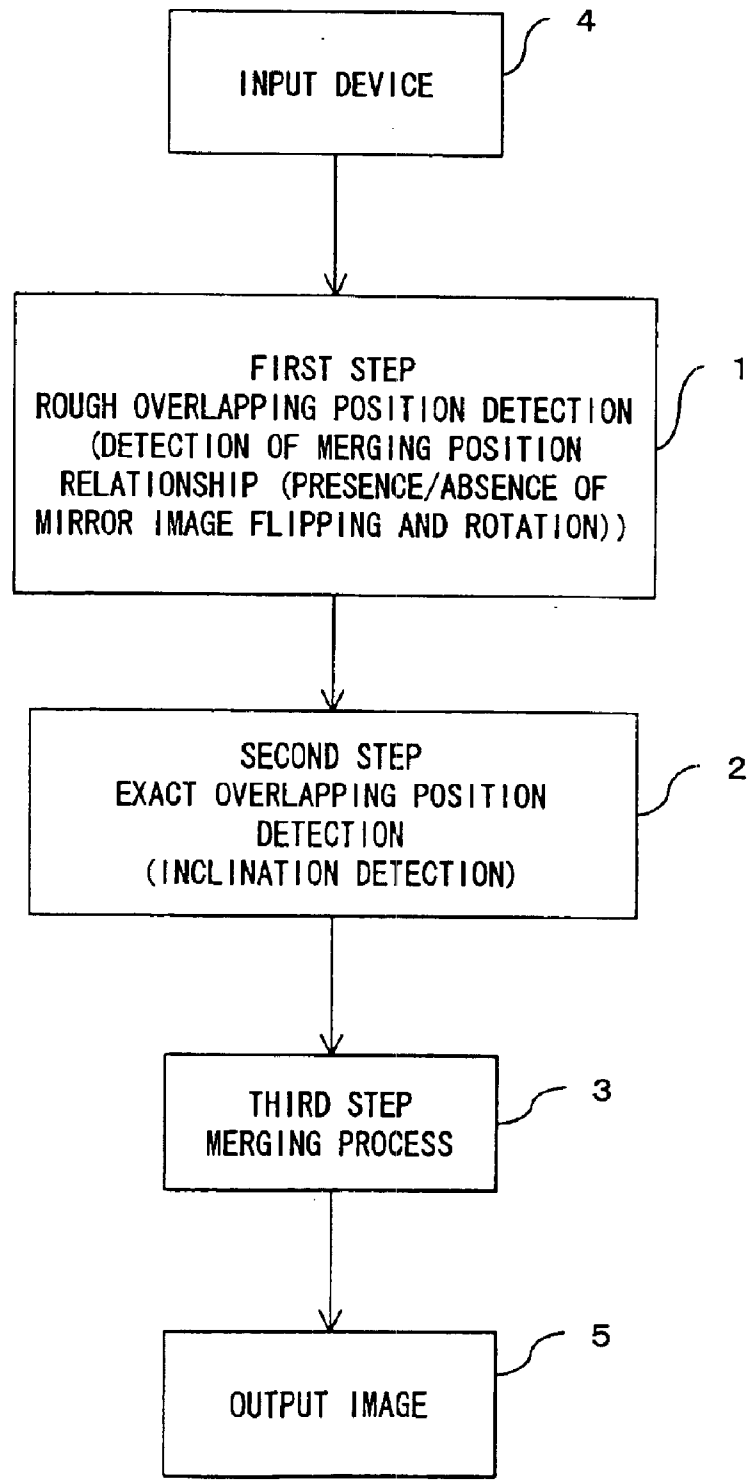 4
INPUT DEVICE
FIRST STEP
ROUGH OVERLAPPING POSITION DETECTION
(DETECTION OF MERGING POSITION
RELATIONSHIP (PRESENCE/ABSENCE OF
MIRROR IMAGE FLIPPING AND ROTATION))
1
SECOND STEP
EXACT OVERLAPPING POSITION
DETECTION
(INCLINATION DETECTION)
2
THIRD STEP
MERGING PROCESS
3
OUTPUT IMAGE
5